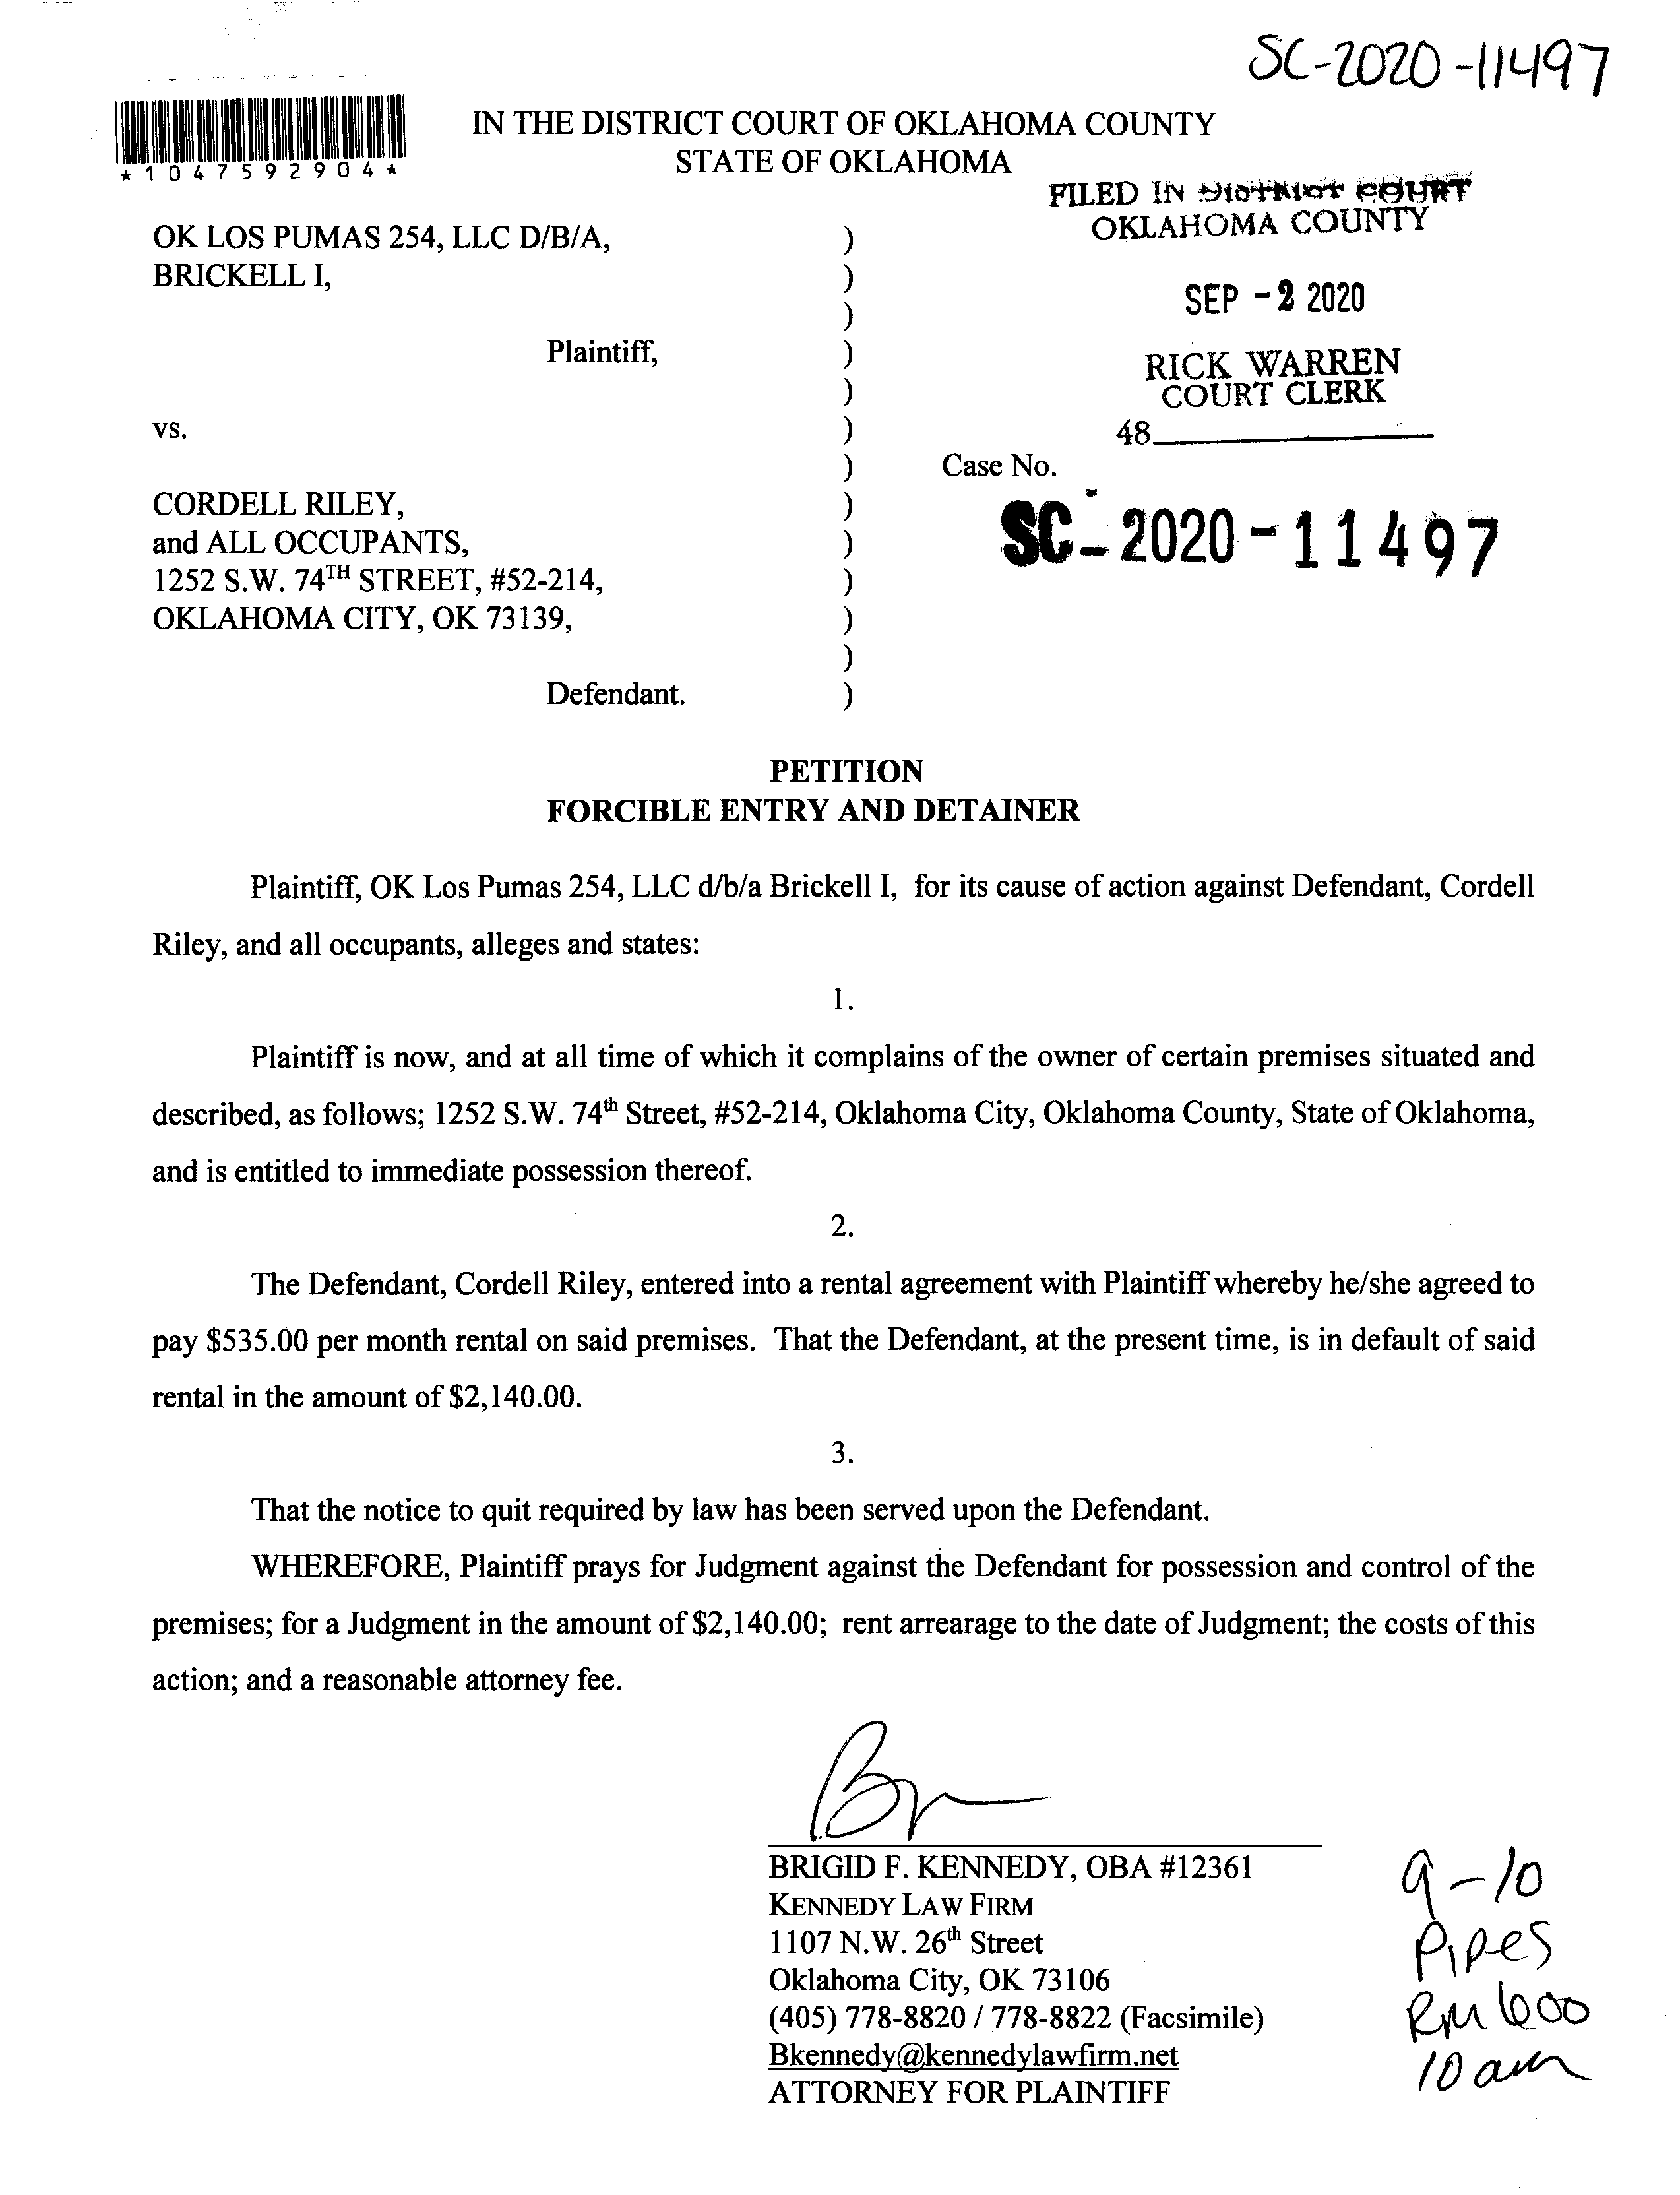 SC-2020-11497
*1047592904*
IN THE DISTRICT COURT OF OKLAHOMA COUNTY
STATE OF OKLAHOMA
FILED IN DISTRICT COURT
OKLAHOMA COUNTY
SEP -2 2020
RICK WARREN
COURT CLERK
48
OK LOS PUMAS 254, LLC D/B/A, )
BRICKELL I, )
)
Plaintiff, )
)
vs. )
) Case No.
SC-2020-11497
CORDELL RILEY, )
and ALL OCCUPANTS, )
1252 S.W. 74TH STREET, #52-214, )
OKLAHOMA CITY, OK 73139, )
)
Defendant. )
PETITION
FORCIBLE ENTRY AND DETAINER
Plaintiff, OK Los Pumas 254, LLC d/b/a Brickell I, for its cause of action against Defendant, Cordell
Riley, and all occupants, alleges and states:
1.
Plaintiff is now, and at all time of which it complains of the owner of certain premises situated and
described, as follows; 1252 S.W. 74th Street, #52-214, Oklahoma City, Oklahoma County, State of Oklahoma,
and is entitled to immediate possession thereof.
2.
The Defendant, Cordell Riley, entered into a rental agreement with Plaintiff whereby he/she agreed to
pay $535.00 per month rental on said premises. That the Defendant, at the present time, is in default of said
rental in the amount of $2,140.00.
3.
That the notice to quit required by law has been served upon the Defendant.
WHEREFORE, Plaintiff prays for Judgment against the Defendant for possession and control of the
premises; for a Judgment in the amount of $2,140.00; rent arrearage to the date of Judgment; the costs of this
action; and a reasonable attorney fee.
BRIGID F. KENNEDY, OBA #12361
KENNEDY LAW FIRM
1107 N.W. 26th Street
Oklahoma City, OK 73106
(405) 778-8820 / 778-8822 (Facsimile)
Bkennedy@kennedylawfirm.net
ATTORNEY FOR PLAINTIFF
9-10
Pipes
Rm 600
10 am